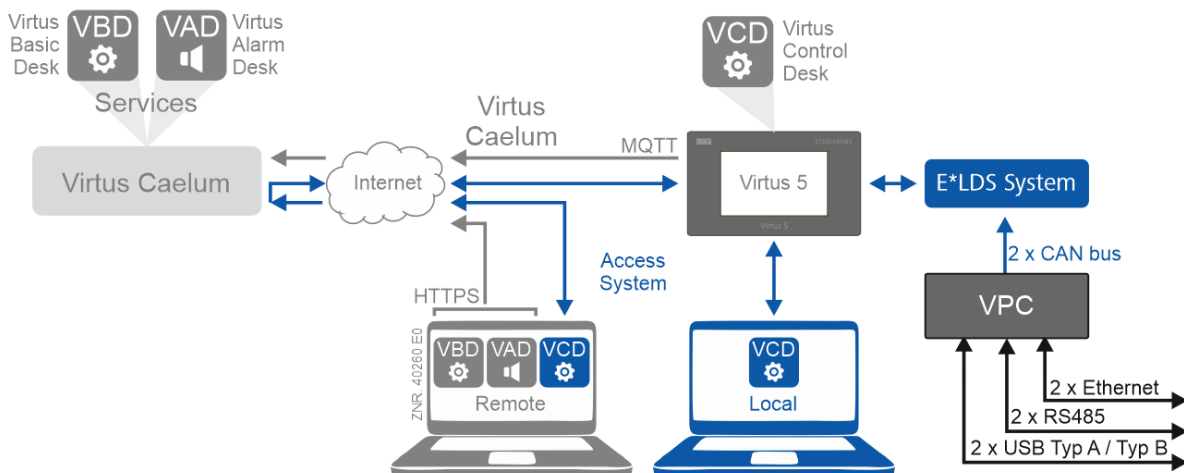 Virtus
Basic
Desk
VBD
VAD
Virtus
Alarm
Desk
Services
VCD
Virtus
Control
Desk
Virtus
Caelum
MQTT
Virtus Caelum
Internet
ECKELMANN
Virtus 5
Virtus 5
E*LDS System
2 x CAN bus
Access
System
HTTPS
VPC
ZNR. 40260 E0
VBD
VAD
VCD
Remote
VCD
Local
2 x Ethernet
2 x RS485
2 x USB Typ A / Typ B